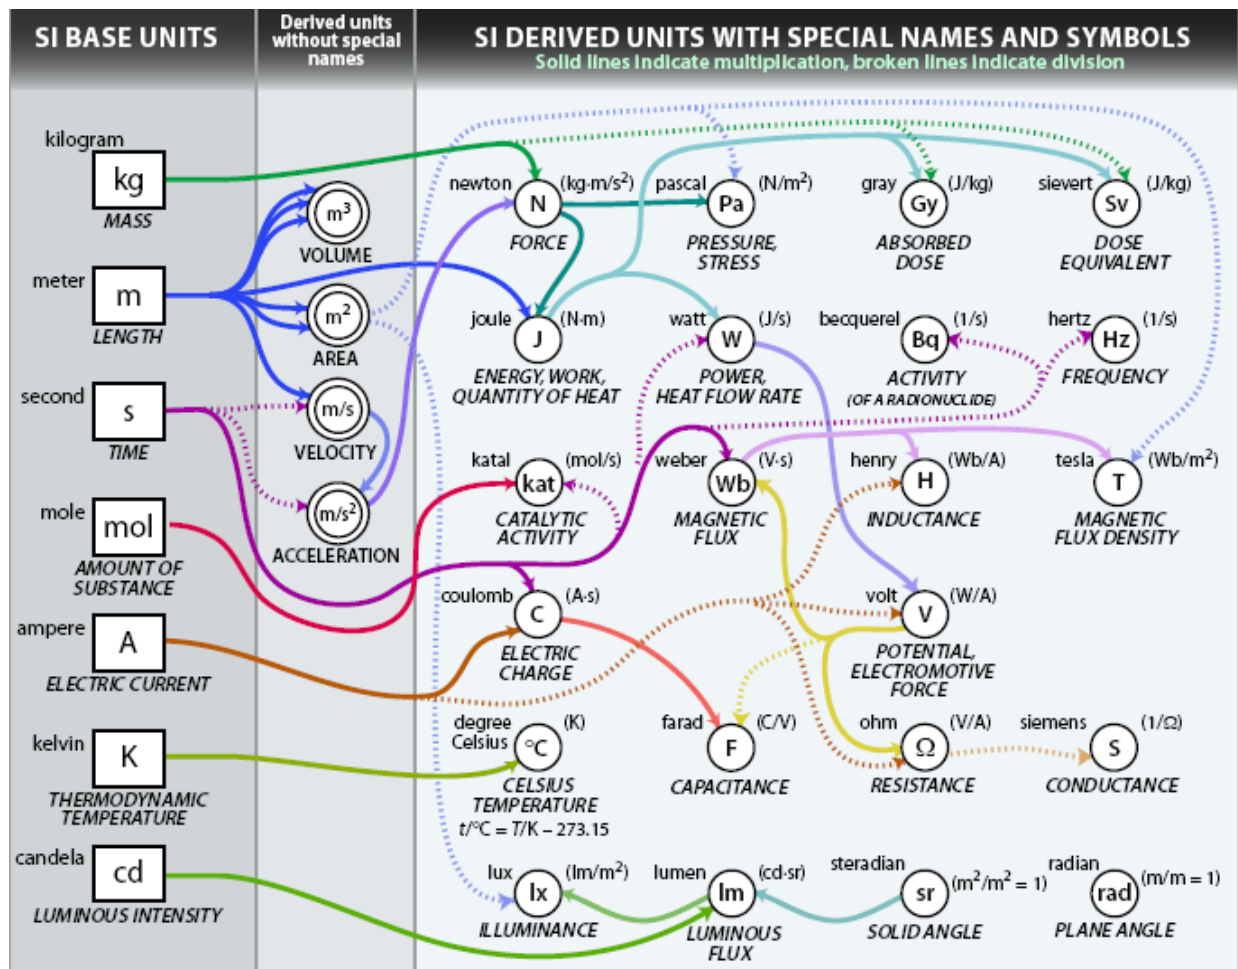 SI BASE UNITS
Derived units
without special
names
SI DERIVED UNITS WITH SPECIAL NAMES AND SYMBOLS
Solid lines indicate multiplication, broken lines indicate division
kilogram
kg
MASS
meter
m
LENGTH
second
s
TIME
mole
mol
AMOUNT OF
SUBSTANCE
ampere
A
ELECTRIC CURRENT
kelvin
K
THERMODYNAMIC
TEMPERATURE
candela
cd
LUMINOUS INTENSITY
m³
VOLUME
m²
AREA
m/s
VELOCITY
m/s²
ACCELERATION
newton
N
(kg·m/s²)
FORCE
pascal
Pa
(N/m²)
PRESSURE,
STRESS
gray
Gy
(J/kg)
ABSORBED
DOSE
sievert
Sv
(J/kg)
DOSE
EQUIVALENT
joule
J
(N·m)
ENERGY, WORK,
QUANTITY OF HEAT
watt
W
(J/s)
POWER,
HEAT FLOW RATE
becquerel
Bq
(1/s)
ACTIVITY
(OF A RADIONUCLIDE)
hertz
Hz
(1/s)
FREQUENCY
katal
kat
(mol/s)
CATALYTIC
ACTIVITY
weber
Wb
(V·s)
MAGNETIC
FLUX
henry
H
(Wb/A)
INDUCTANCE
tesla
T
(Wb/m²)
MAGNETIC
FLUX DENSITY
coulomb
C
(A·s)
ELECTRIC
CHARGE
volt
V
(W/A)
POTENTIAL,
ELECTROMOTIVE
FORCE
degree
Celsius
°C
(K)
CELSIUS
TEMPERATURE
t/°C = T/K – 273.15
farad
F
(C/V)
CAPACITANCE
ohm
Ω
(V/A)
RESISTANCE
siemens
S
(1/Ω)
CONDUCTANCE
lux
lx
(lm/m²)
ILLUMINANCE
lumen
lm
(cd·sr)
LUMINOUS
FLUX
steradian
sr
(m²/m² = 1)
SOLID ANGLE
radian
rad
(m/m = 1)
PLANE ANGLE